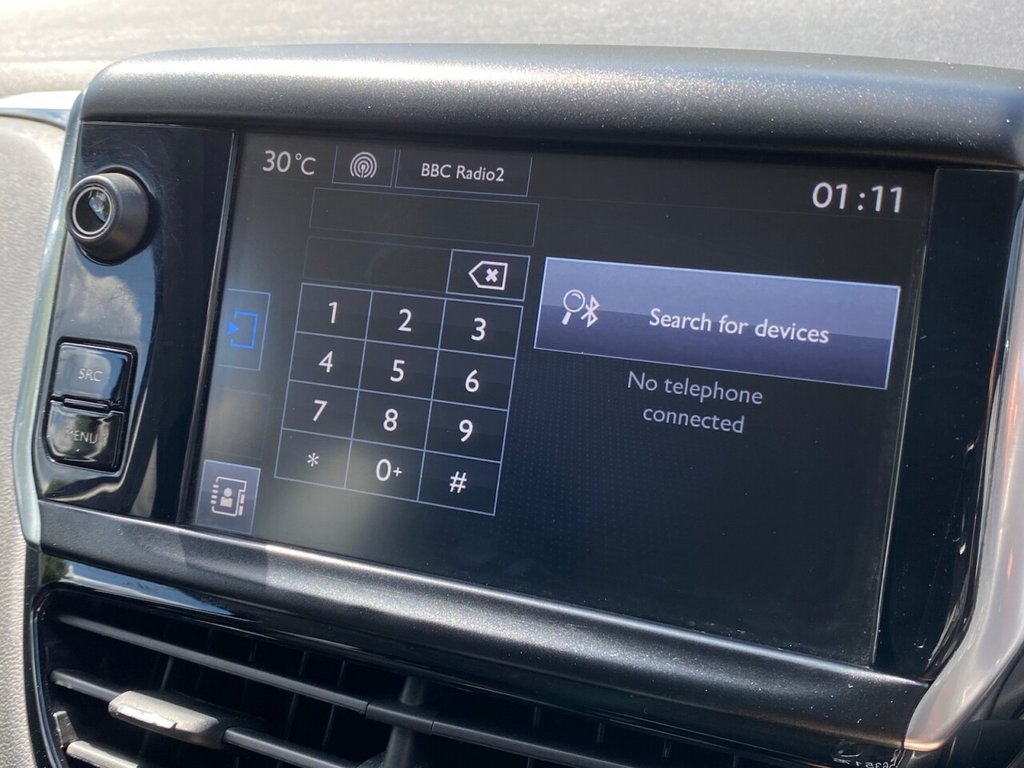 30°C
BBC Radio2
01:11
1 2 3
4 5 6
7 8 9
* 0+ #
Search for devices
No telephone
connected
SRC
MENU